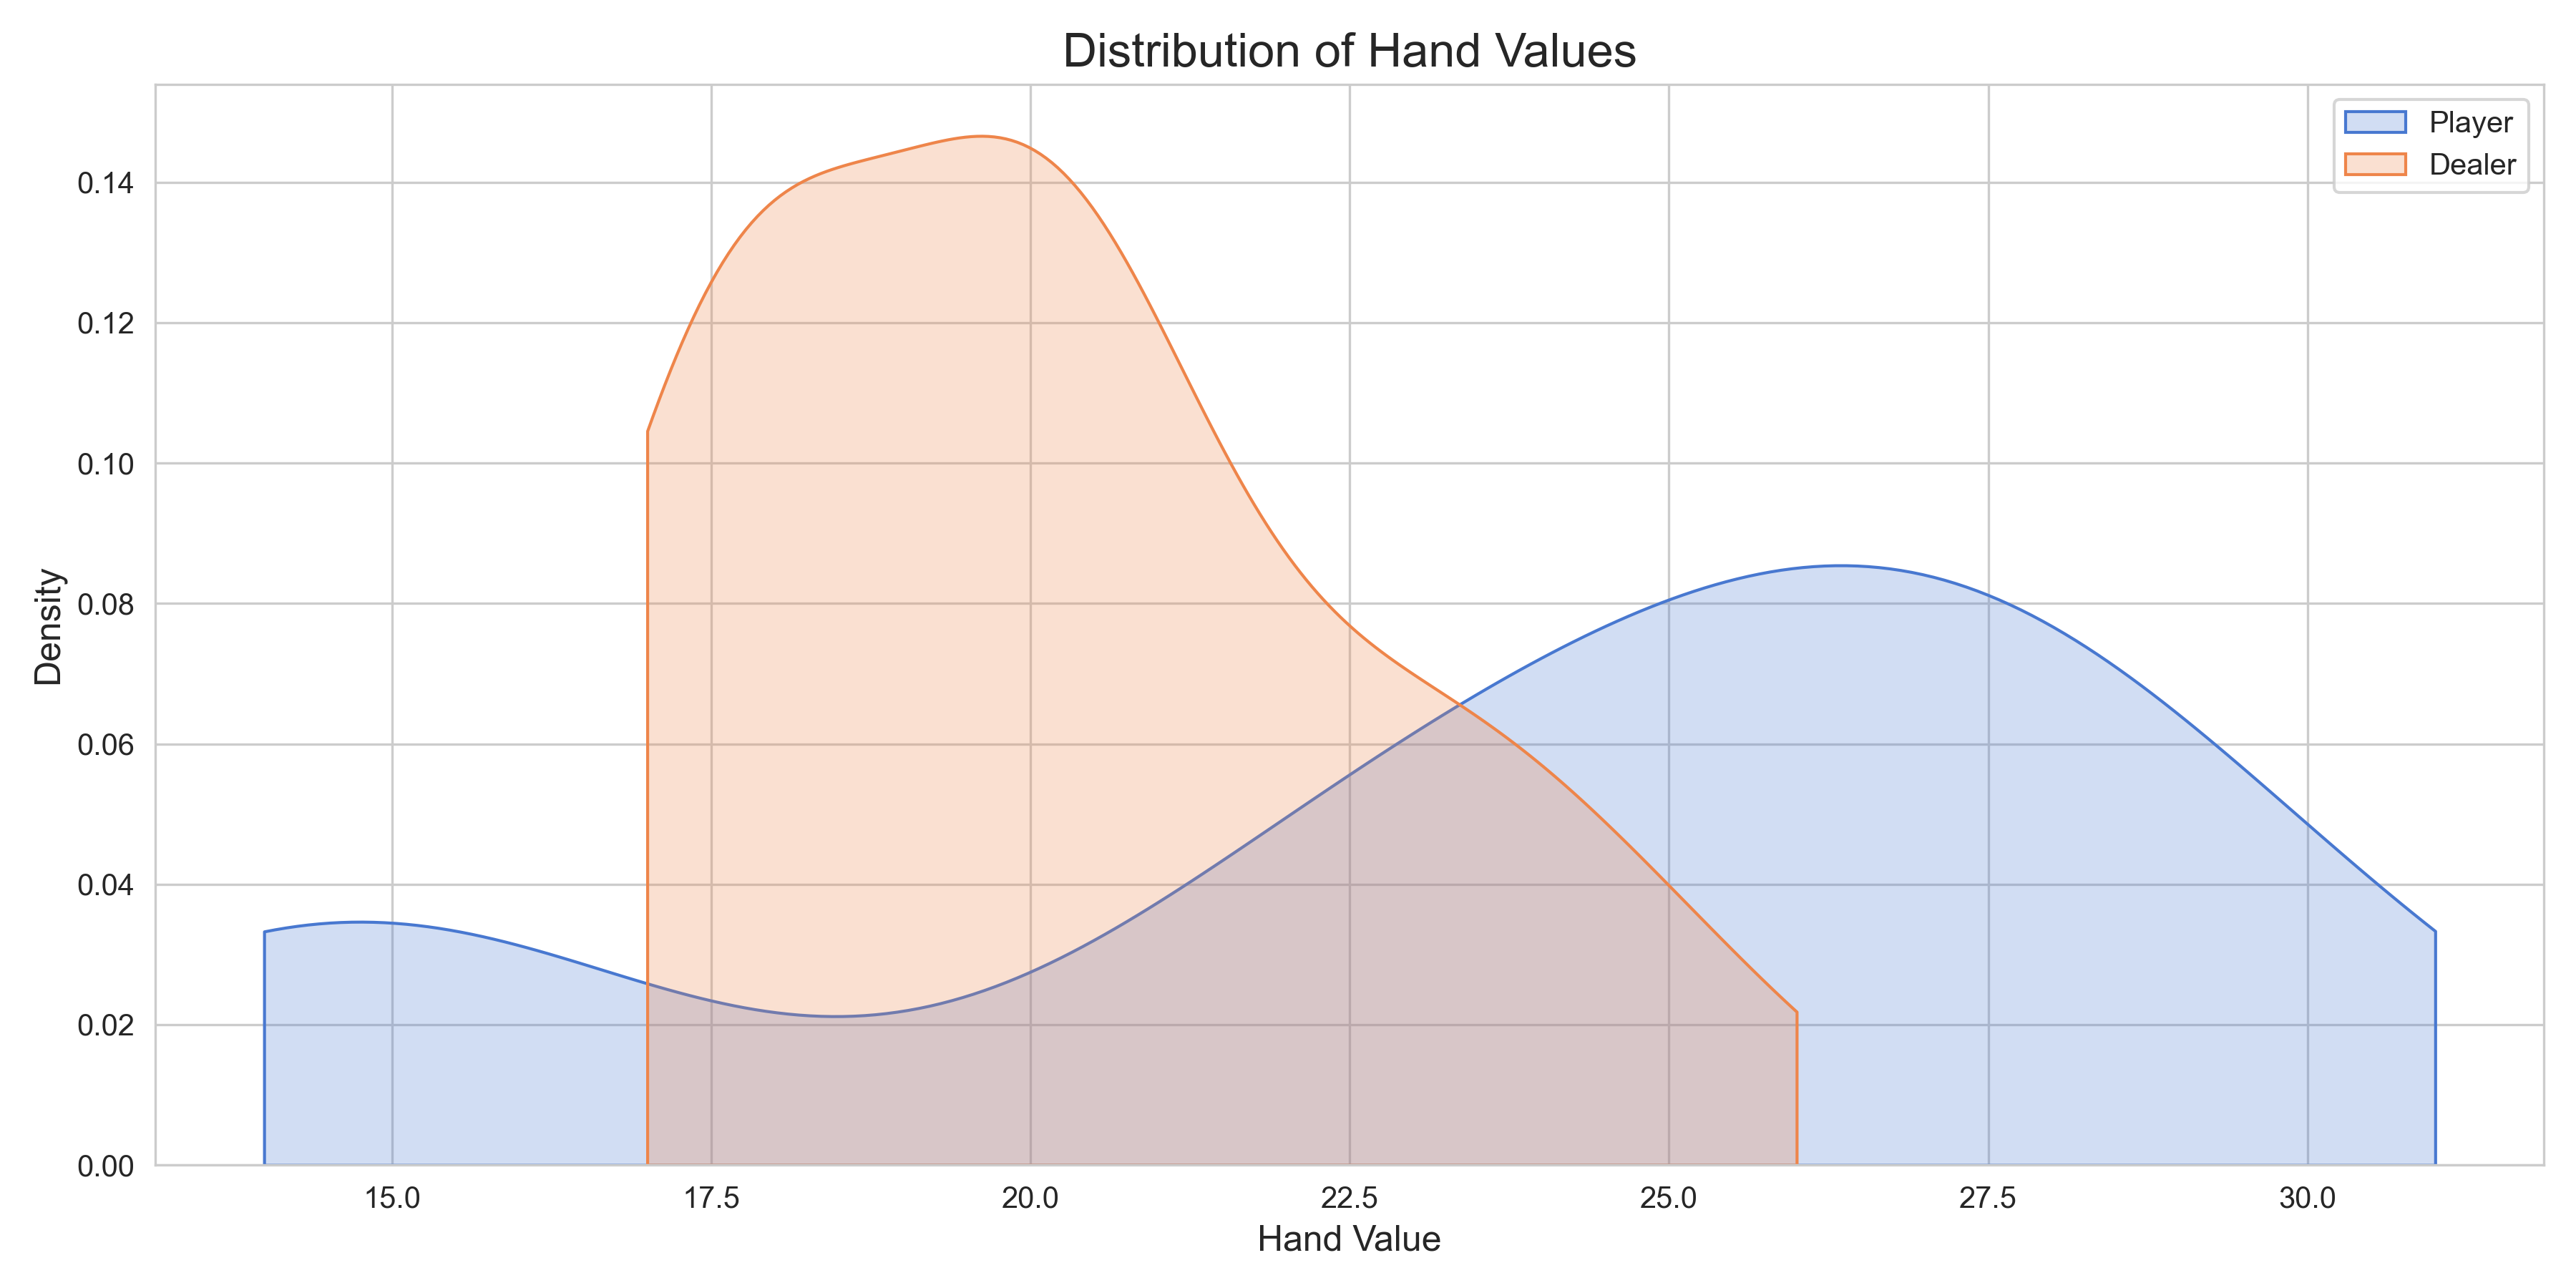 Distribution of Hand Values
Player
Dealer
Density
0.14
0.12
0.10
0.08
0.06
0.04
0.02
0.00
15.0 17.5 20.0 22.5 25.0 27.5 30.0
Hand Value